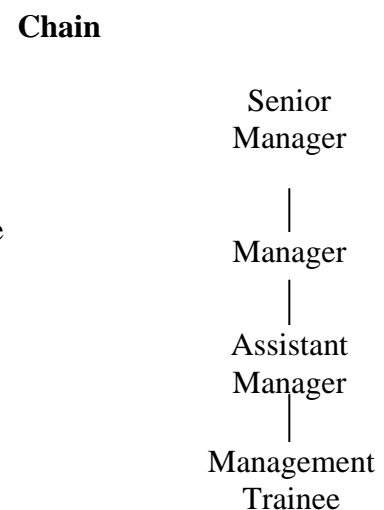 Chain
Senior
Manager
e
Manager
Assistant
Manager
Management
Trainee